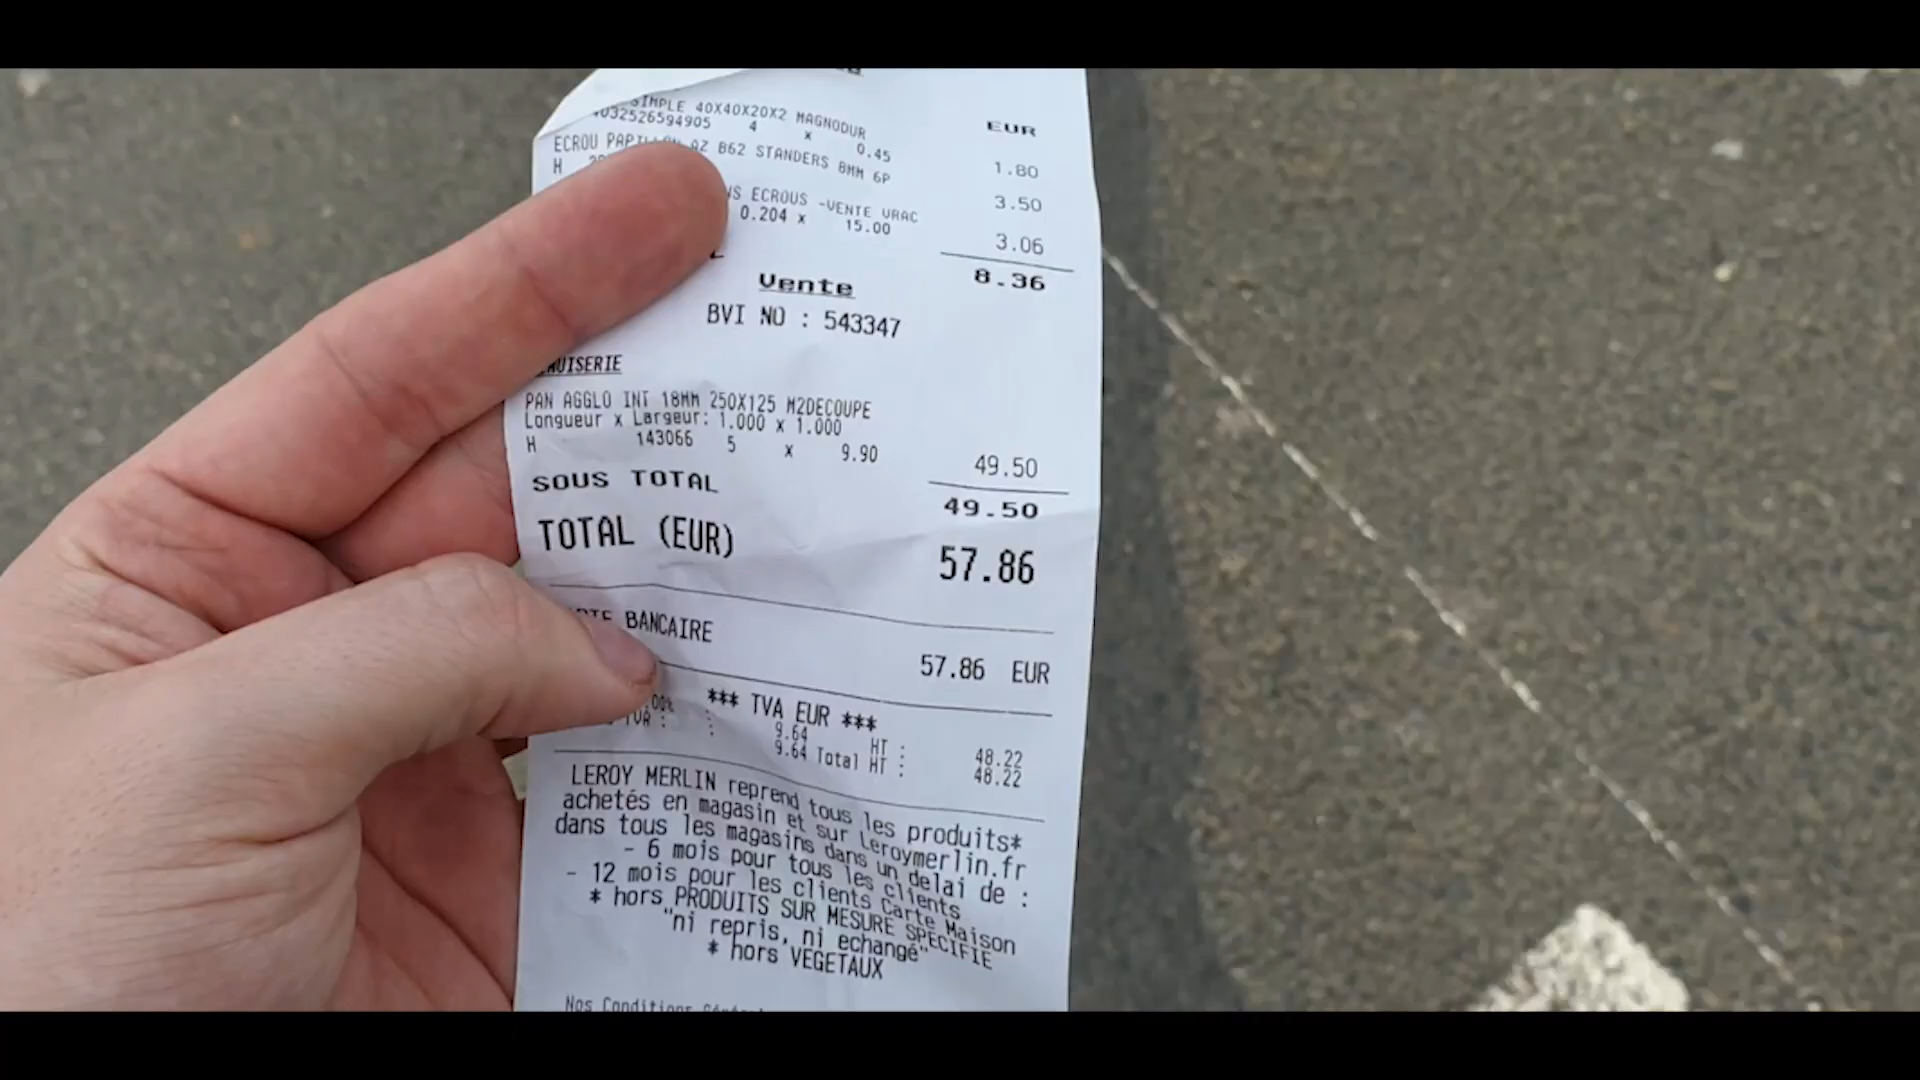 SIMPLE 40X40X20X2 MAGNODUR EUR
4 x 0.45 1.80
ECROU AZ B62 STANDERS 8MM 6P
H 3.50
ECROUS -VENTE VRAC
0.204 x 15.00 3.06
8.36
Vente
BVI NO : 543347
PAN AGGLO INT 18MM 250X125 M2DECOUPE
Longueur x Largeur: 1.000 x 1.000
H 143066 5 x 9.90 49.50
SOUS TOTAL 49.50
TOTAL (EUR) 57.86
BANCAIRE 57.86 EUR
*** TVA EUR ***
9.64 HT : 48.22
TVA : 9.64 Total HT : 48.22
LEROY MERLIN reprend tous les produits*
achetés en magasin et sur Leroymerlin.fr
dans tous les magasins dans un delai de :
- 6 mois pour tous les clients
- 12 mois pour les clients Carte Maison
* hors PRODUITS SUR MESURE SPECIFIE
"ni repris, ni echangé"
* hors VEGETAUX
Nos Conditions